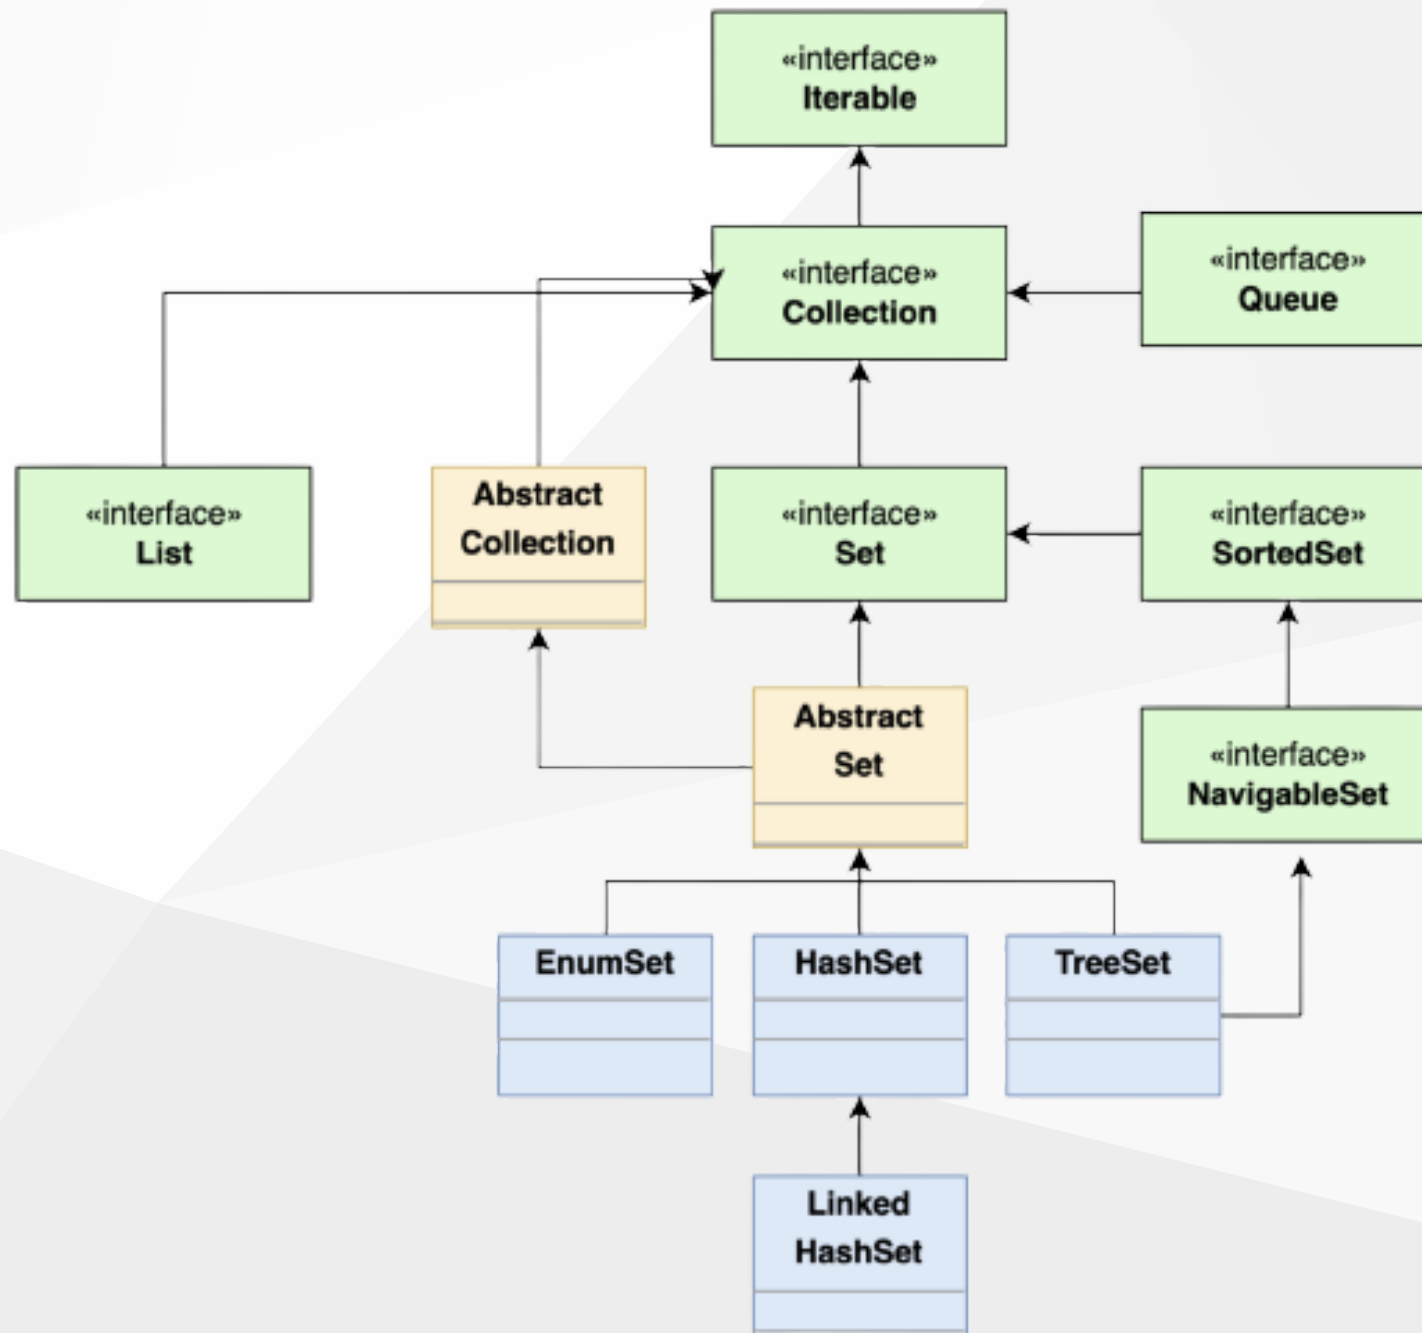 «interface»
Iterable
«interface»
Collection
«interface»
Queue
«interface»
List
Abstract
Collection
«interface»
Set
«interface»
SortedSet
Abstract
Set
«interface»
NavigableSet
EnumSet
HashSet
TreeSet
Linked
HashSet